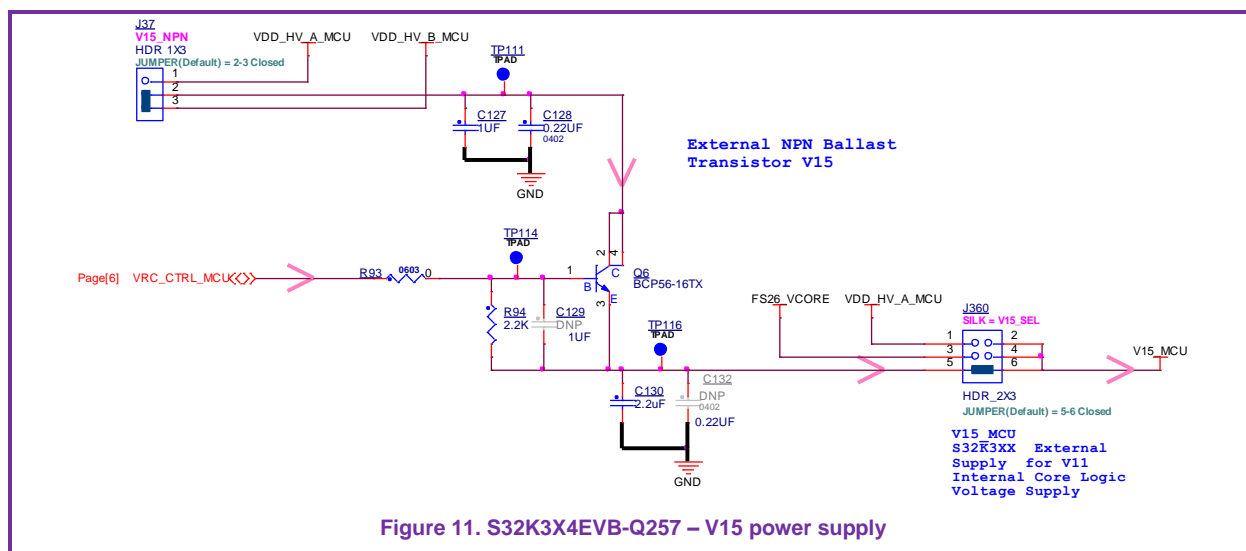 J37
V15_NPN
HDR 1X3
JUMPER(Default) = 2-3 Closed
VDD_HV_A_MCU
VDD_HV_B_MCU
1
2
3
TP111
TPAD
C127
1UF
C128
0.22UF
0402
GND
External NPN Ballast
Transistor V15
Page[6] VRC_CTRL_MCU
R93
0603
0
TP114
TPAD
1
2
4
3
B
C
E
Q6
BCP56-16TX
R94
2.2K
C129
DNP
1UF
TP116
TPAD
C130
2.2uF
C132
DNP
0402
0.22UF
GND
FS26_VCORE
VDD_HV_A_MCU
J360
SILK = V15_SEL
1
2
3
4
5
6
HDR_2X3
JUMPER(Default) = 5-6 Closed
V15_MCU
V15_MCU
S32K3XX External
Supply for V11
Internal Core Logic
Voltage Supply
Figure 11. S32K3X4EVB-Q257 – V15 power supply